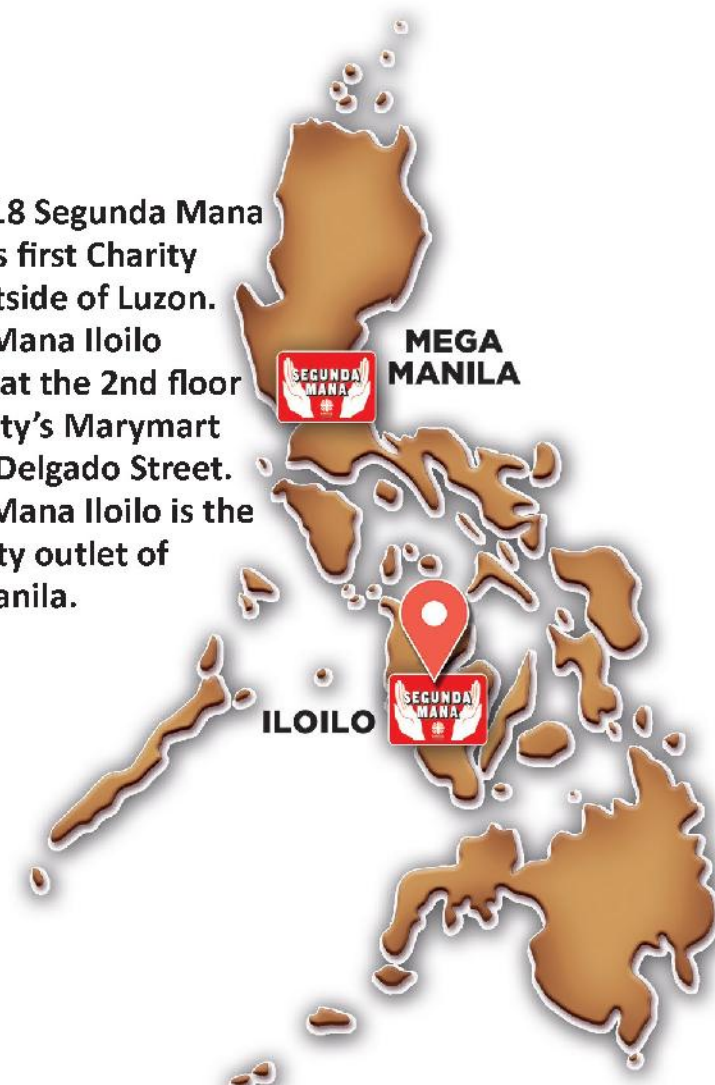 .8 Segunda Mana
s first Charity
tside of Luzon.
Mana Iloilo
at the 2nd floor
ty's Marymart
Delgado Street.
Mana Iloilo is the
ty outlet of
anila.
MEGA
MANILA
SEGUNDA
MANA
ILOILO
SEGUNDA
MANA